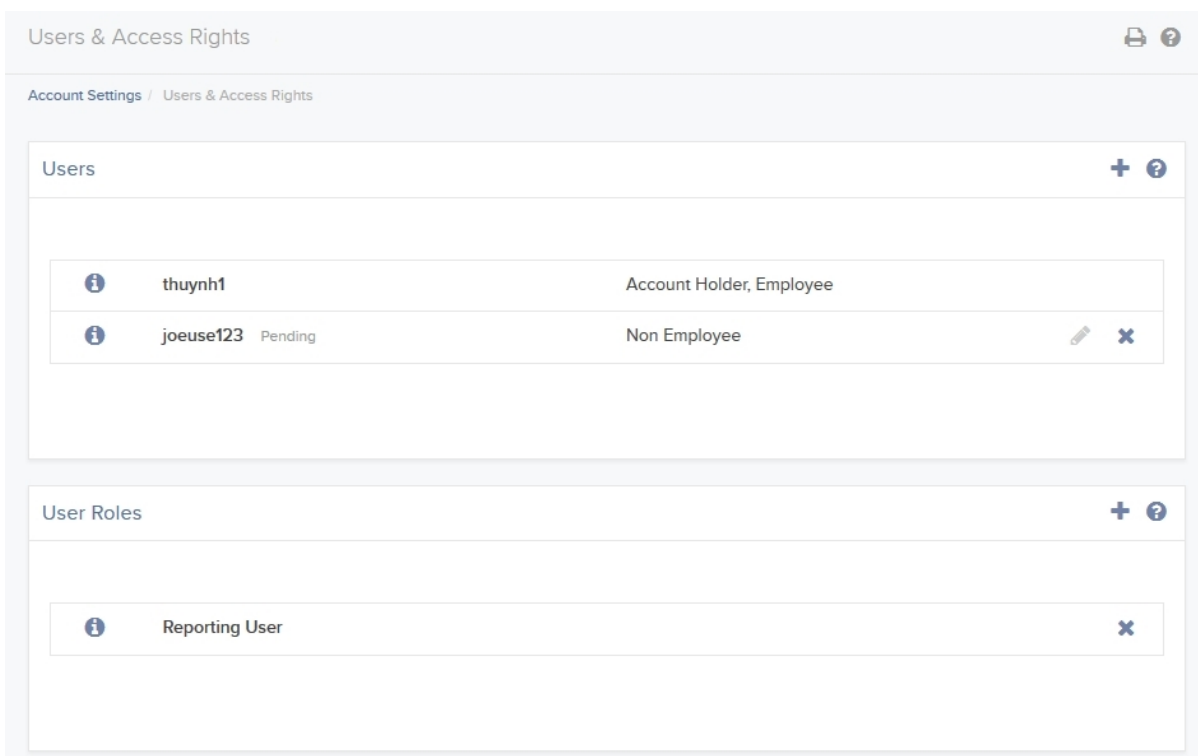 Users & Access Rights
Account Settings / Users & Access Rights
Users
thuynh1 Account Holder, Employee
joeuse123 Pending Non Employee
User Roles
Reporting User